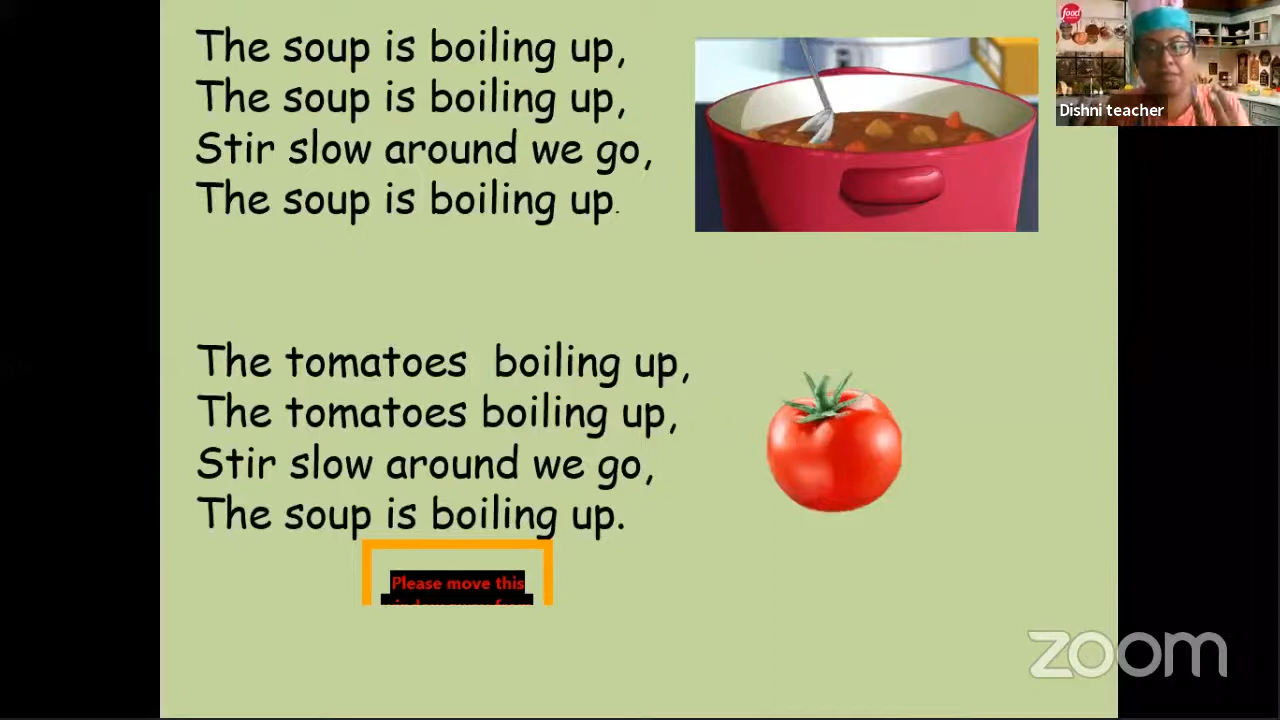 The soup is boiling up,
The soup is boiling up,
Stir slow around we go,
The soup is boiling up.
The tomatoes boiling up,
The tomatoes boiling up,
Stir slow around we go,
The soup is boiling up.
Please move this
food
Dishni teacher
zoom